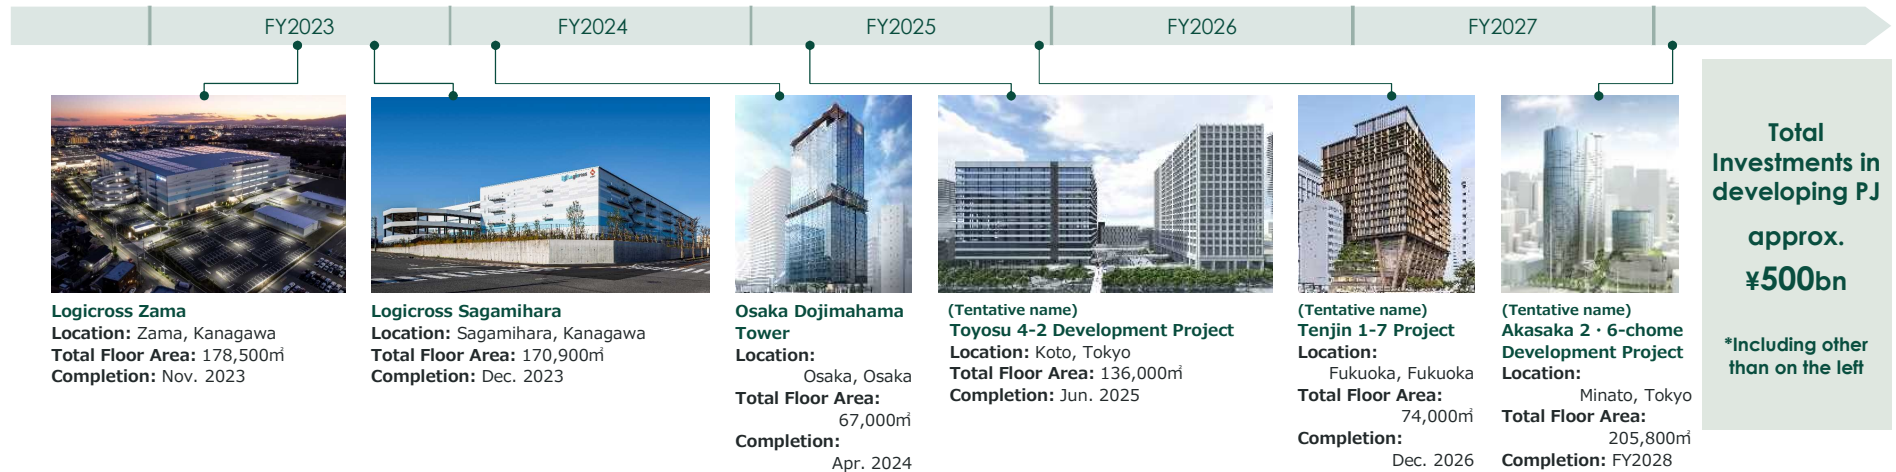 FY2023
FY2024
FY2025
FY2026
FY2027
Logicross Zama
Location: Zama, Kanagawa
Total Floor Area: 178,500㎡
Completion: Nov. 2023
Logicross Sagamihara
Location: Sagamihara, Kanagawa
Total Floor Area: 170,900㎡
Completion: Dec. 2023
Osaka Dojimahama
Tower
Location:
Osaka, Osaka
Total Floor Area:
67,000㎡
Completion:
Apr. 2024
(Tentative name)
Toyosu 4-2 Development Project
Location: Koto, Tokyo
Total Floor Area: 136,000㎡
Completion: Jun. 2025
(Tentative name)
Tenjin 1-7 Project
Location:
Fukuoka, Fukuoka
Total Floor Area:
74,000㎡
Completion:
Dec. 2026
(Tentative name)
Akasaka 2・6-chome
Development Project
Location:
Minato, Tokyo
Total Floor Area:
205,800㎡
Completion: FY2028
Total
Investments in
developing PJ
approx.
¥500bn
*Including other
than on the left